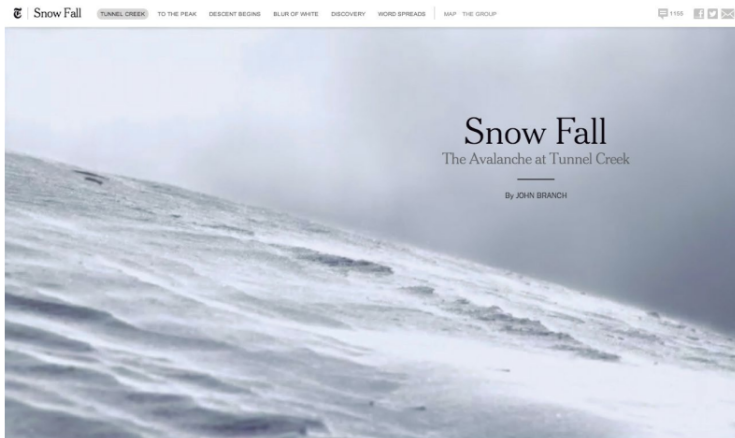 Snow Fall TUNNEL CREEK TO THE PEAK DESCENT BEGINS BLUR OF WHITE DISCOVERY WORD SPREADS MAP THE GROUP 1155
Snow Fall
The Avalanche at Tunnel Creek
By JOHN BRANCH